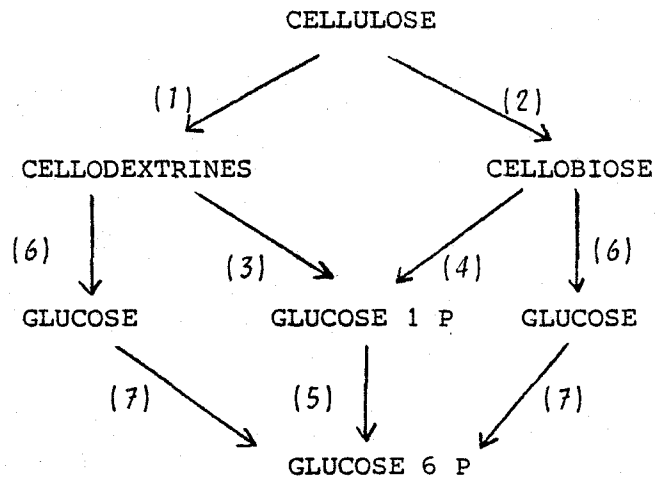 CELLULOSE
(1) (2)
CELLODEXTRINES CELLOBIOSE
(6) (3) (4) (6)
GLUCOSE GLUCOSE 1 P GLUCOSE
(7) (5) (7)
GLUCOSE 6 P